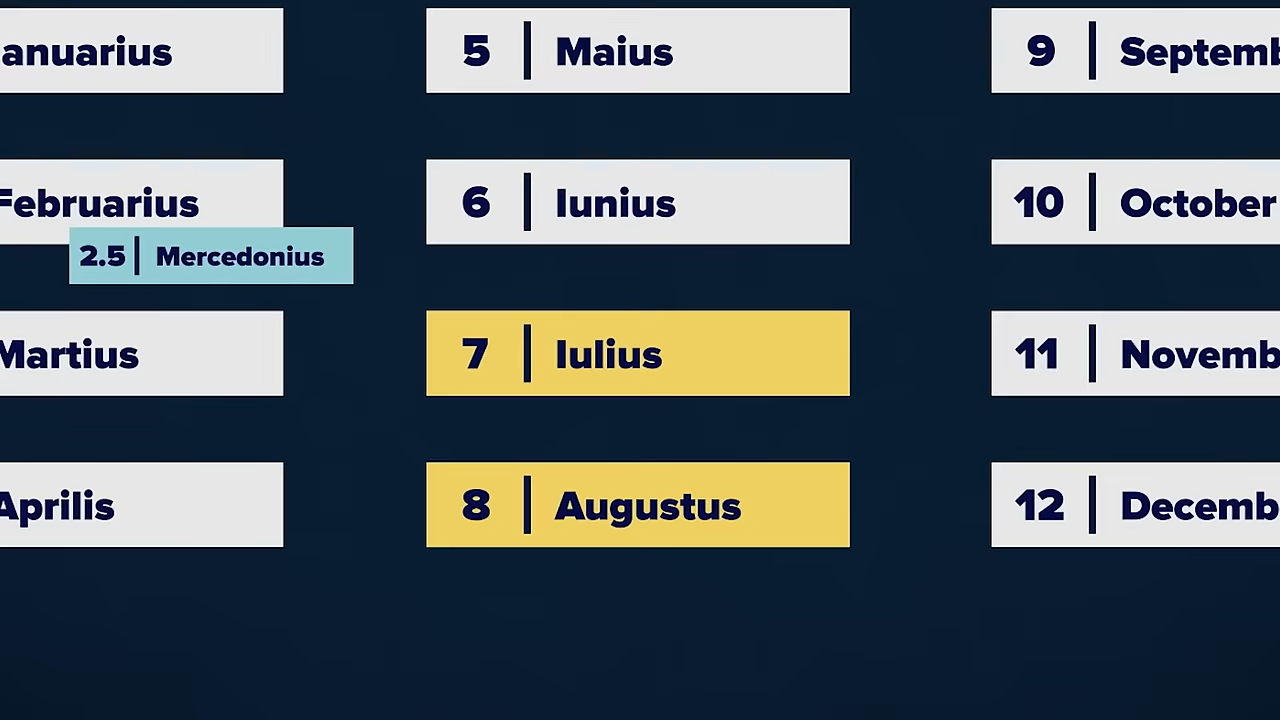 anuarius
Februarius
2.5 | Mercedonius
Martius
Aprilis
5 | Maius
6 | Iunius
7 | Iulius
8 | Augustus
9 | Septemb
10 | October
11 | Novemb
12 | Decemb